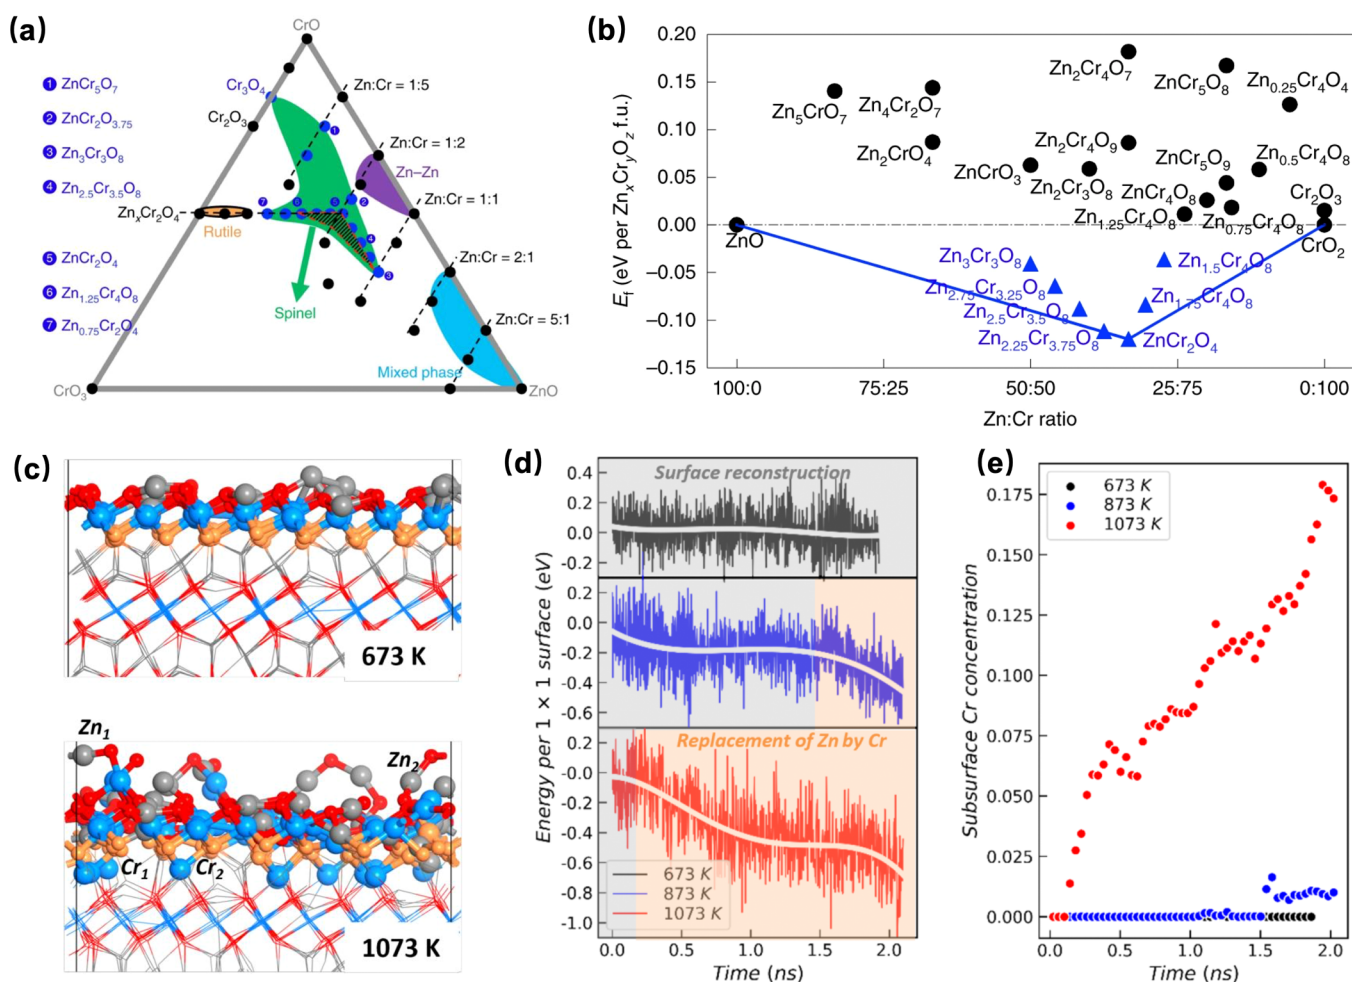 (a)
CrO
❶ ZnCr₅O₇
❷ ZnCr₂O₃.₇₅
❸ Zn₃Cr₃O₈
❹ Zn₂.₅Cr₃.₅O₈
Cr₃O₄
Cr₂O₃
Zn:Cr = 1:5
Zn:Cr = 1:2
Zn–Zn
Zn:Cr = 1:1
ZnₓCr₂O₄
Rutile
1
2
3
4
5
6
7
Zn:Cr = 2:1
❺ ZnCr₂O₄
❻ Zn₁.₂₅Cr₄O₈
❼ Zn₀.₇₅Cr₂O₄
Spinel
Zn:Cr = 5:1
Mixed phase
CrO₃
ZnO
(b)
Ef (eV per ZnₓCrᵧO_z f.u.)
0.20
0.15
0.10
0.05
0.00
−0.05
−0.10
−0.15
Zn₂Cr₄O₇
ZnCr₅O₈
Zn₀.₂₅Cr₄O₄
Zn₅CrO₇
Zn₄Cr₂O₇
Zn₂CrO₄
Zn₂Cr₄O₉
ZnCr₅O₉
Zn₀.₅Cr₄O₈
ZnCrO₃
Zn₂Cr₃O₈
ZnCr₄O₈
Cr₂O₃
Zn₁.₂₅Cr₄O₈
Zn₀.₇₅Cr₄O₈
ZnO
CrO₂
Zn₃Cr₃O₈
Zn₁.₅Cr₄O₈
Zn₂.₇₅Cr₃.₂₅O₈
Zn₁.₇₅Cr₄O₈
Zn₂.₅Cr₃.₅O₈
Zn₂.₂₅Cr₃.₇₅O₈
ZnCr₂O₄
100:0 75:25 50:50 25:75 0:100
Zn:Cr ratio
(c)
673 K
Zn₁
Zn₂
Cr₁
Cr₂
1073 K
(d)
Energy per 1 × 1 surface (eV)
Surface reconstruction
0.4
0.2
0.0
-0.2
0.2
0.0
-0.2
-0.4
-0.6
Replacement of Zn by Cr
0.2
-0.0
-0.2
-0.4
-0.6
-0.8
-1.0
673 K
873 K
1073 K
0.0 0.5 1.0 1.5 2.0
Time (ns)
(e)
Subsurface Cr concentration
673 K
873 K
1073 K
0.175
0.150
0.125
0.100
0.075
0.050
0.025
0.000
0.0 0.5 1.0 1.5 2.0
Time (ns)